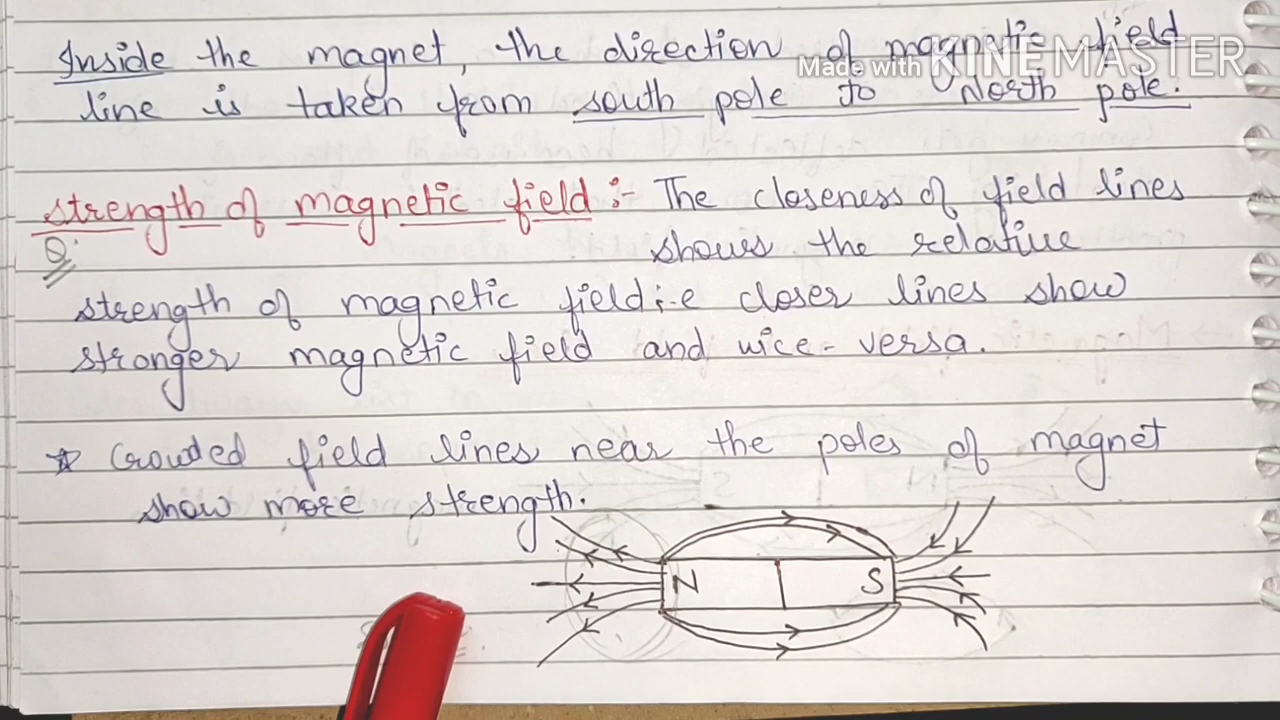 Inside the magnet, the direction of magnetic field
Made with KINEMASTER
line is taken from south pole to North pole.
strength of magnetic field :- The closeness of field lines
Q. shows the relative
strength of magnetic field i.e closer lines show
stronger magnetic field and vice-versa.
☆ Crowded field lines near the poles of magnet
show more strength.
N S